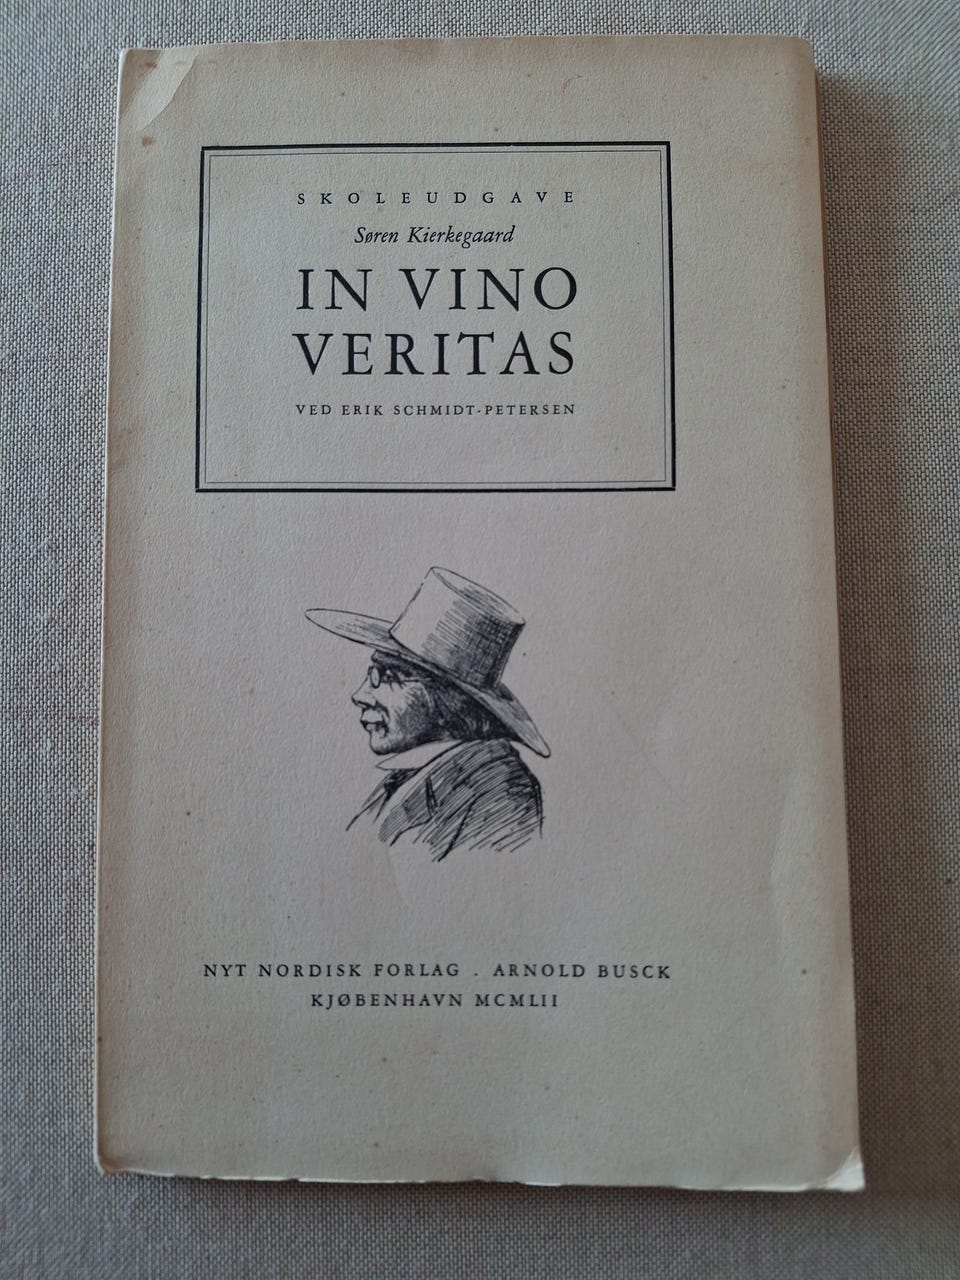 SKOLEUDGAVE
Søren Kierkegaard
IN VINO
VERITAS
VED ERIK SCHMIDT-PETERSEN
NYT NORDISK FORLAG . ARNOLD BUSCK
KJØBENHAVN MCMLII